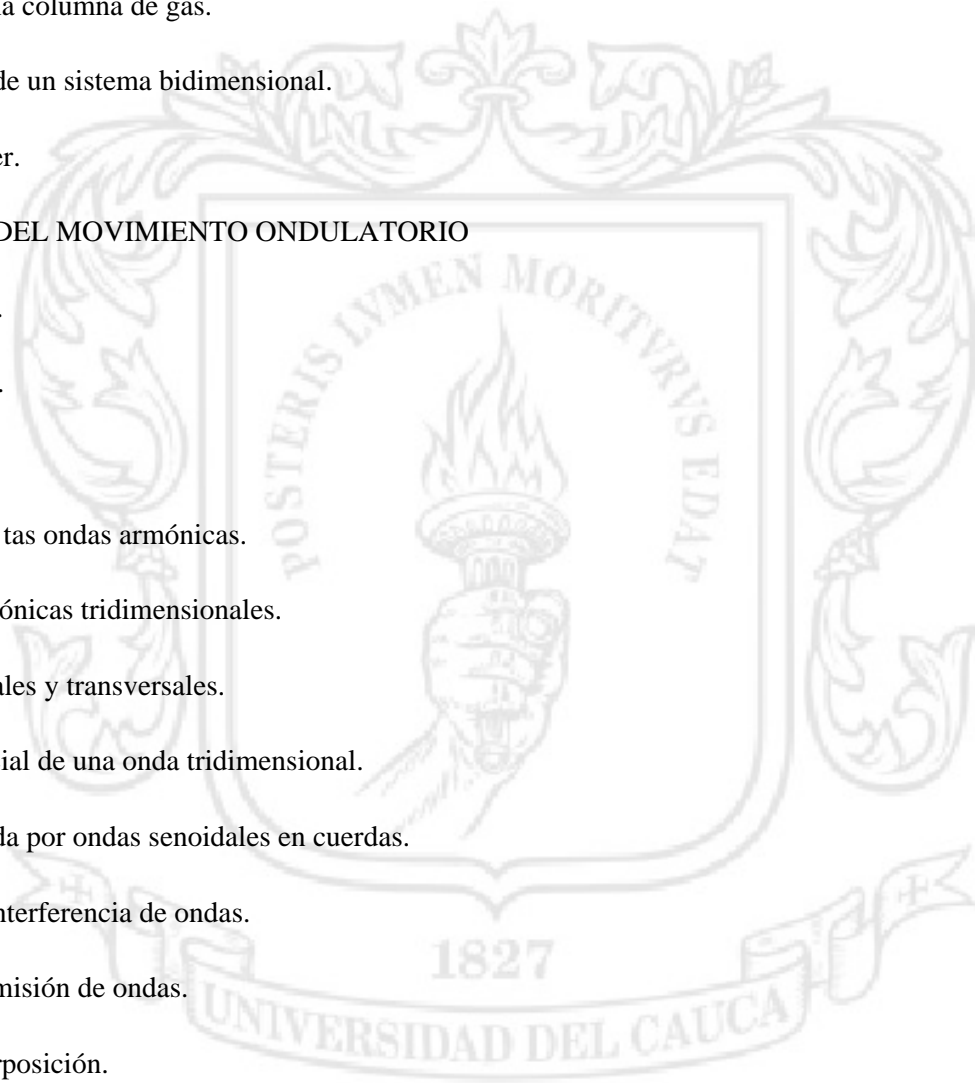 a columna de gas.
de un sistema bidimensional.
er.
DEL MOVIMIENTO ONDULATORIO
.
.
tas ondas armónicas.
ónicas tridimensionales.
ales y transversales.
cial de una onda tridimensional.
da por ondas senoidales en cuerdas.
nterferencia de ondas.
misión de ondas.
rposición.
POSTERIS LVMEN MORITVRVS EDAT
1827
UNIVERSIDAD DEL CAUCA